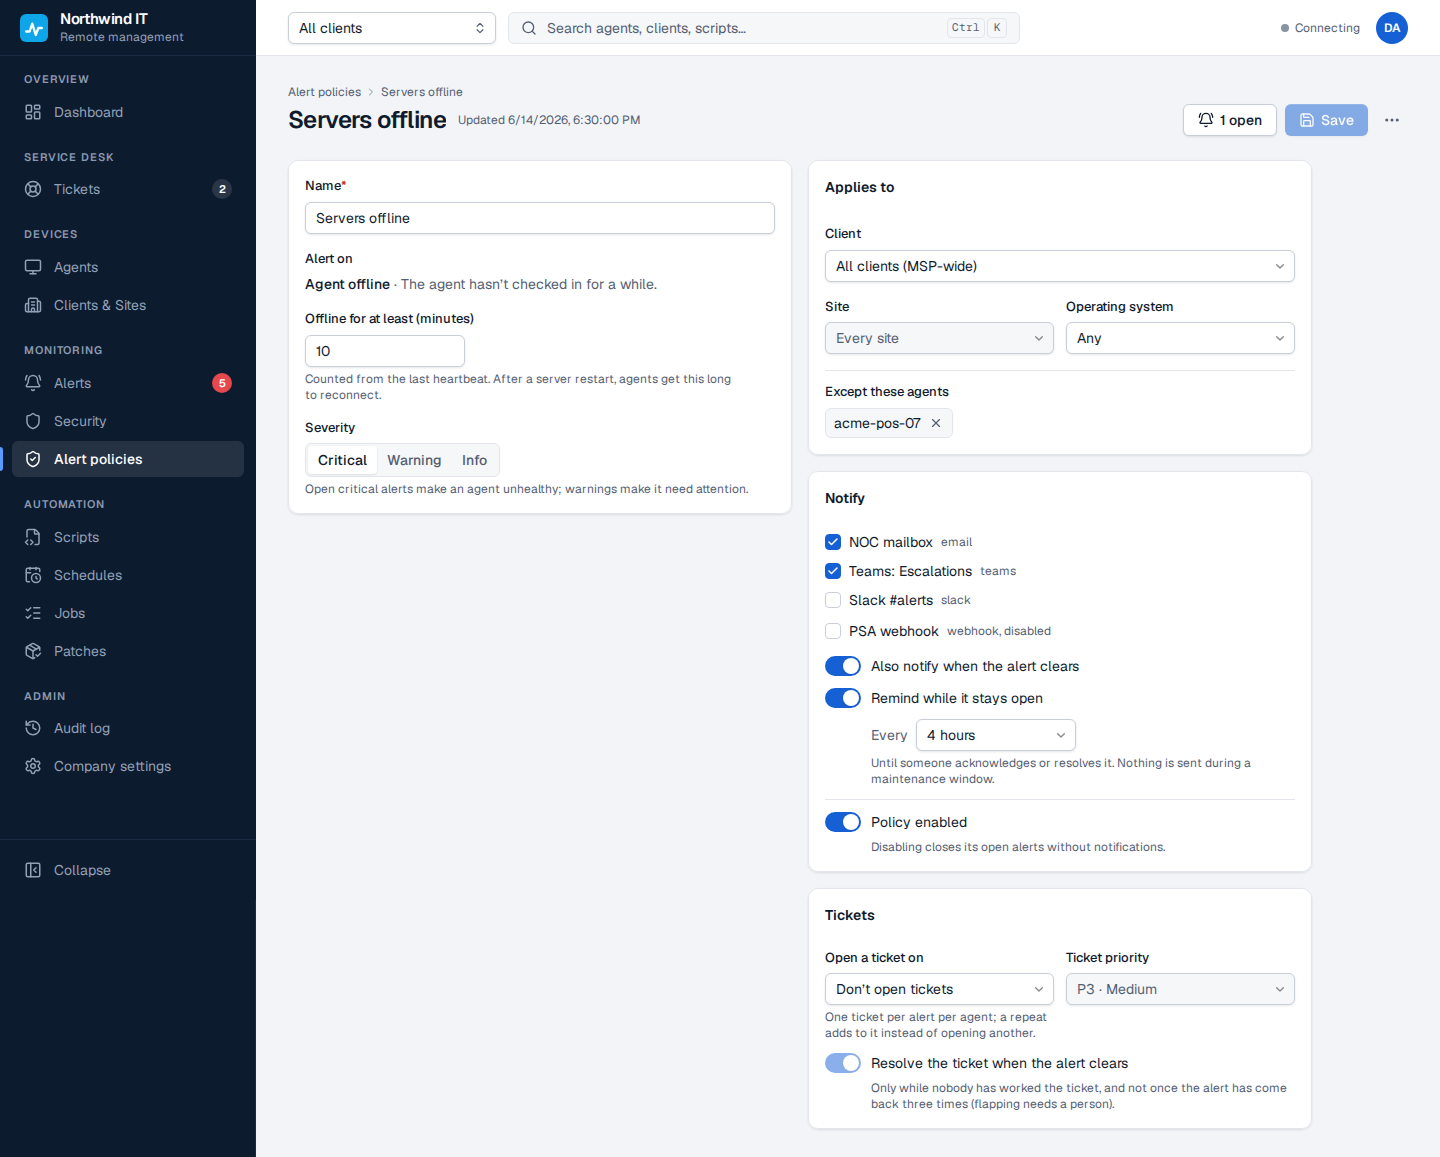 Northwind IT
Remote management
OVERVIEW
Dashboard
SERVICE DESK
Tickets
2
DEVICES
Agents
Clients & Sites
MONITORING
Alerts
5
Security
Alert policies
AUTOMATION
Scripts
Schedules
Jobs
Patches
ADMIN
Audit log
Company settings
Collapse
All clients
Search agents, clients, scripts...
Ctrl K
Connecting
DA
Alert policies > Servers offline
Servers offline
Updated 6/14/2026, 6:30:00 PM
1 open
Save
Name*
Servers offline
Alert on
Agent offline · The agent hasn't checked in for a while.
Offline for at least (minutes)
10
Counted from the last heartbeat. After a server restart, agents get this long
to reconnect.
Severity
Critical Warning Info
Open critical alerts make an agent unhealthy; warnings make it need attention.
Applies to
Client
All clients (MSP-wide)
Site
Operating system
Every site
Any
Except these agents
acme-pos-07
Notify
NOC mailbox email
Teams: Escalations teams
Slack #alerts slack
PSA webhook webhook, disabled
Also notify when the alert clears
Remind while it stays open
Every 4 hours
Until someone acknowledges or resolves it. Nothing is sent during a
maintenance window.
Policy enabled
Disabling closes its open alerts without notifications.
Tickets
Open a ticket on
Ticket priority
Don't open tickets
P3 · Medium
One ticket per alert per agent; a repeat
adds to it instead of opening another.
Resolve the ticket when the alert clears
Only while nobody has worked the ticket, and not once the alert has come
back three times (flapping needs a person).